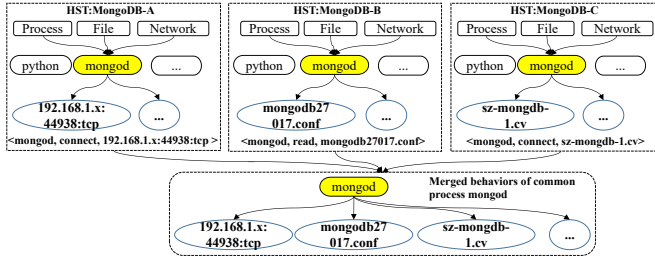 HST:MongoDB-A
HST:MongoDB-B
HST:MongoDB-C
Process File Network
Process File Network
Process File Network
python mongod ...
python mongod ...
python mongod ...
192.168.1.x:
44938:tcp
...
mongodb27
017.conf
...
sz-mongdb-
1.cv
...
<mongod, connect, 192.168.1.x:44938:tcp >
<mongod, read, mongodb27017.conf>
<mongod, connect, sz-mongdb-1.cv>
mongod
Merged behaviors of common
process mongod
192.168.1.x:
44938:tcp
mongodb27
017.conf
sz-mongdb-
1.cv
...